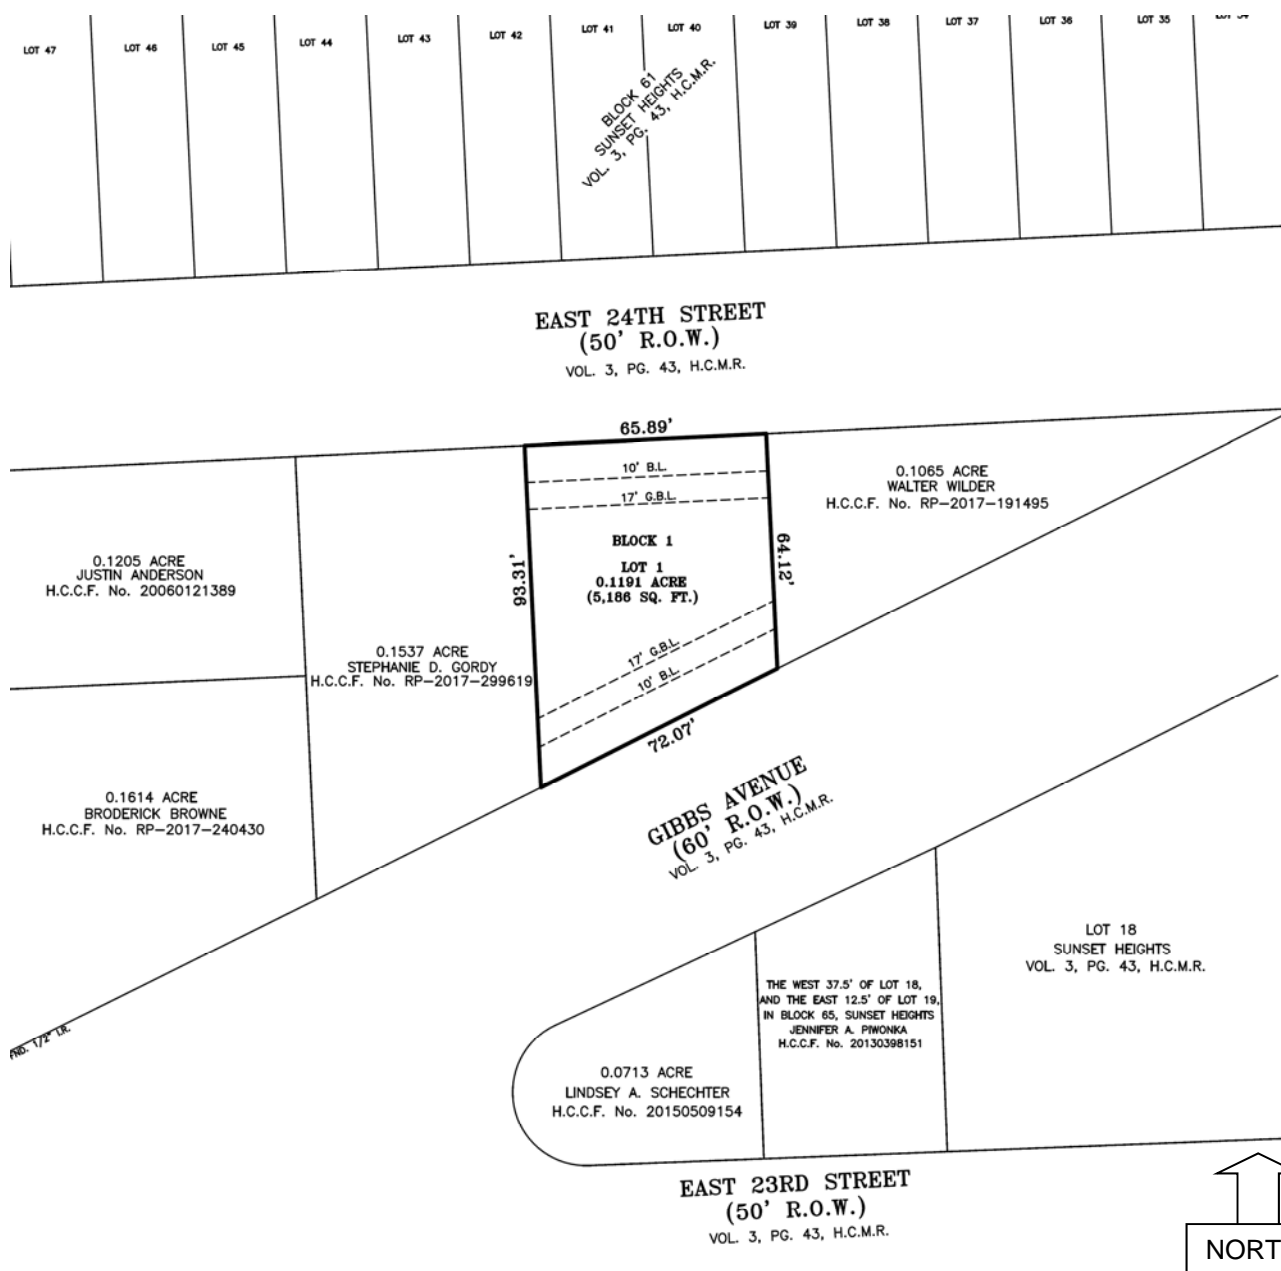 LOT 47
LOT 46
LOT 45
LOT 44
LOT 43
LOT 42
LOT 41
LOT 40
LOT 39
LOT 38
LOT 37
LOT 36
LOT 35
BLOCK 61
SUNSET HEIGHTS
VOL. 3, PG. 43, H.C.M.R.
EAST 24TH STREET
(50' R.O.W.)
VOL. 3, PG. 43, H.C.M.R.
65.89'
10' B.L.
17' G.B.L.
BLOCK 1
LOT 1
0.1191 ACRE
(5,186 SQ. FT.)
93.31'
64.12'
17' G.B.L.
10' B.L.
72.07'
0.1065 ACRE
WALTER WILDER
H.C.C.F. No. RP-2017-191495
0.1205 ACRE
JUSTIN ANDERSON
H.C.C.F. No. 20060121389
0.1537 ACRE
STEPHANIE D. GORDY
H.C.C.F. No. RP-2017-299619
0.1614 ACRE
BRODERICK BROWNE
H.C.C.F. No. RP-2017-240430
GIBBS AVENUE
(60' R.O.W.)
VOL. 3, PG. 43, H.C.M.R.
FND. 1/2" I.R.
LOT 18
SUNSET HEIGHTS
VOL. 3, PG. 43, H.C.M.R.
THE WEST 37.5' OF LOT 18,
AND THE EAST 12.5' OF LOT 19,
IN BLOCK 65, SUNSET HEIGHTS
JENNIFER A. PIWONKA
H.C.C.F. No. 20130398151
0.0713 ACRE
LINDSEY A. SCHECHTER
H.C.C.F. No. 20150509154
EAST 23RD STREET
(50' R.O.W.)
VOL. 3, PG. 43, H.C.M.R.
NORT